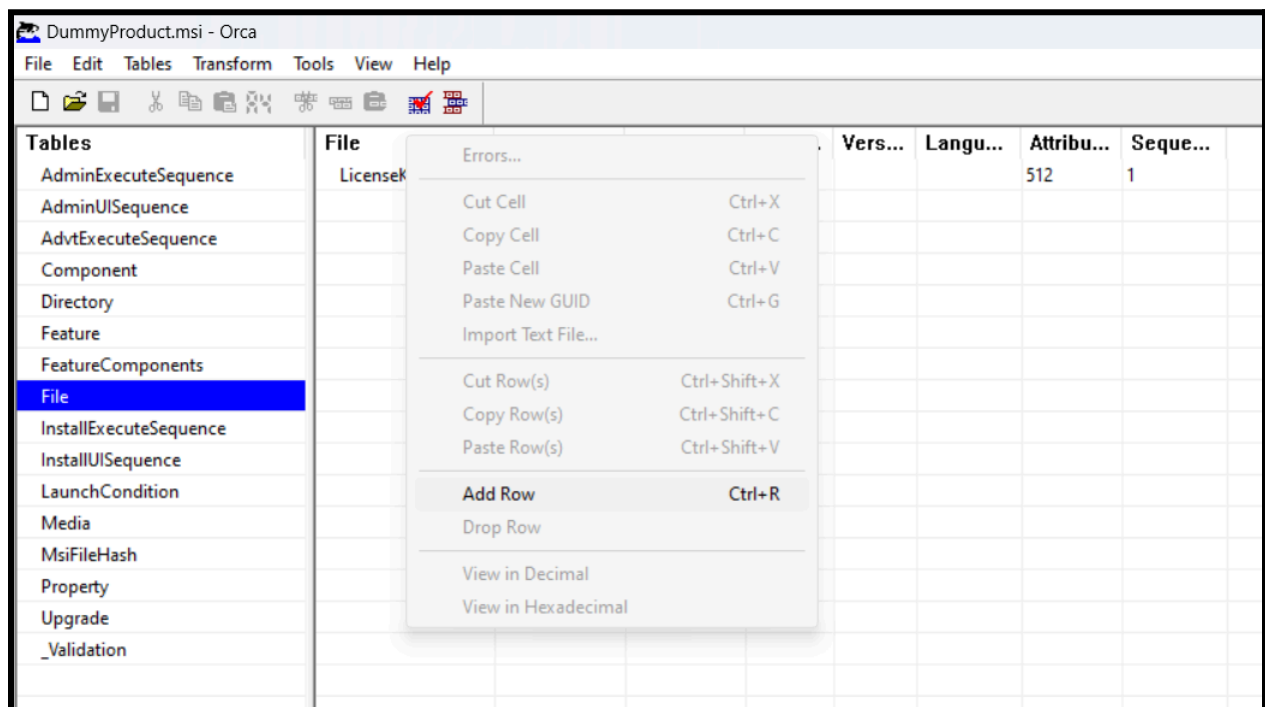 DummyProduct.msi - Orca
File Edit Tables Transform Tools View Help
Tables
AdminExecuteSequence
AdminUISequence
AdvtExecuteSequence
Component
Directory
Feature
FeatureComponents
File
InstallExecuteSequence
InstallUISequence
LaunchCondition
Media
MsiFileHash
Property
Upgrade
_Validation
File Vers... Langu... Attribu... Seque...
LicenseK 512 1
Errors...
Cut Cell Ctrl+X
Copy Cell Ctrl+C
Paste Cell Ctrl+V
Paste New GUID Ctrl+G
Import Text File...
Cut Row(s) Ctrl+Shift+X
Copy Row(s) Ctrl+Shift+C
Paste Row(s) Ctrl+Shift+V
Add Row Ctrl+R
Drop Row
View in Decimal
View in Hexadecimal